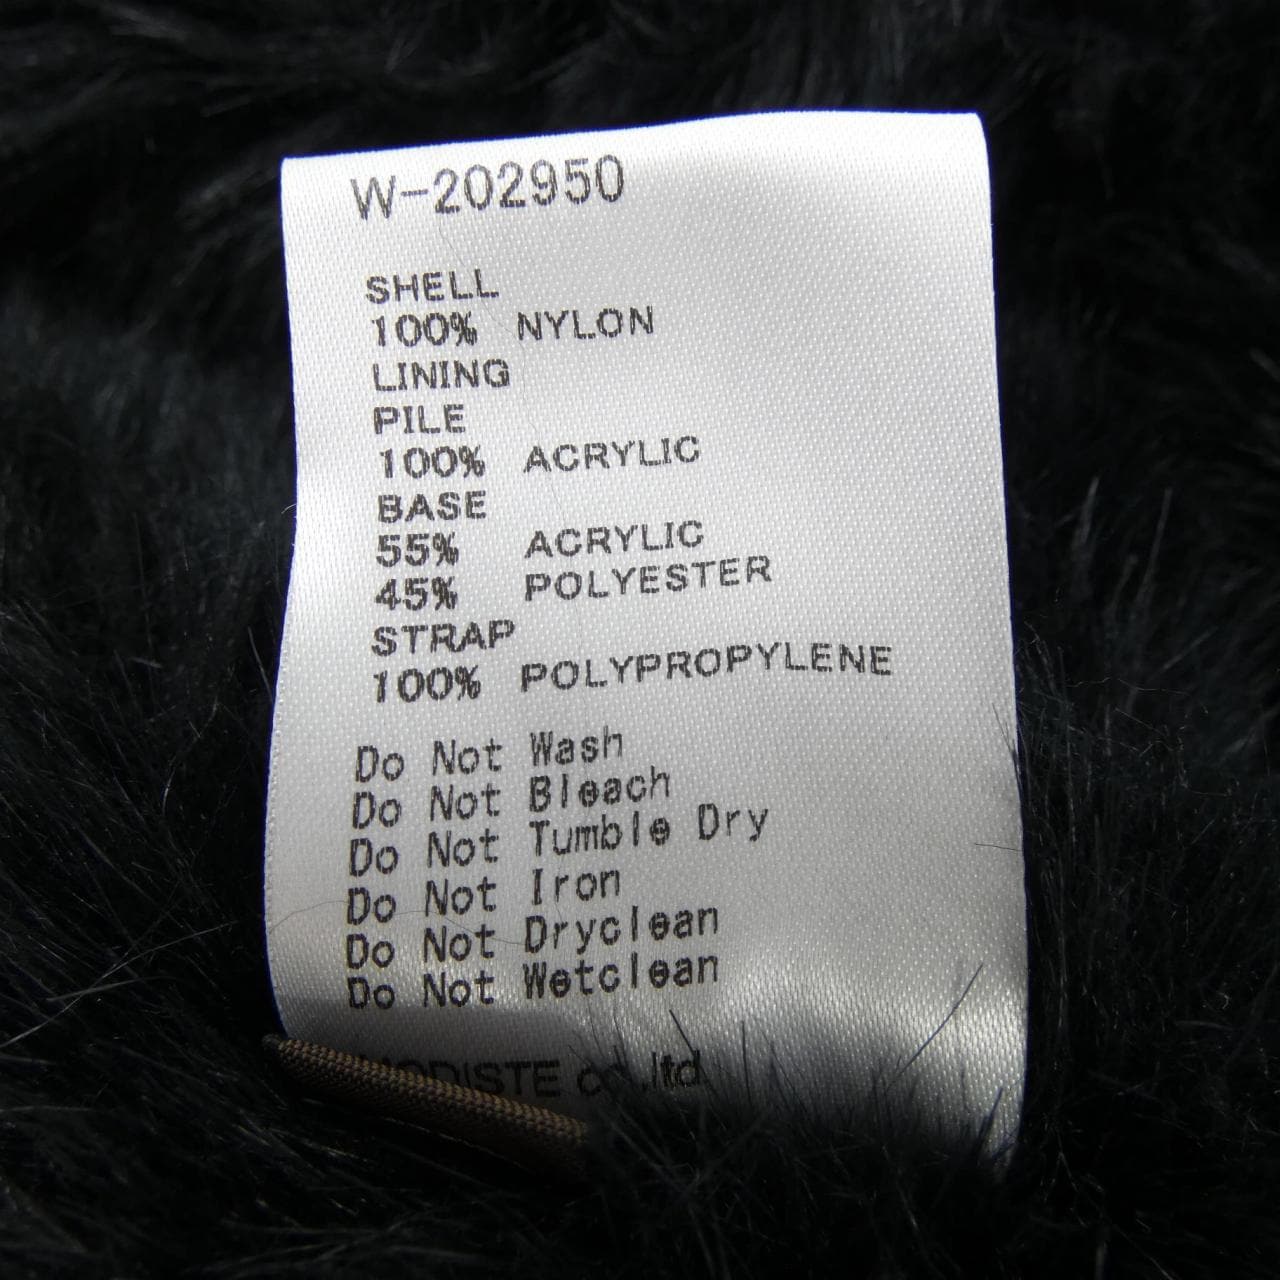 W-202950
SHELL
100% NYLON
LINING
PILE
100% ACRYLIC
BASE
55% ACRYLIC
45% POLYESTER
STRAP
100% POLYPROPYLENE
Do Not Wash
Do Not Bleach
Do Not Tumble Dry
Do Not Iron
Do Not Dryclean
Do Not Wetclean